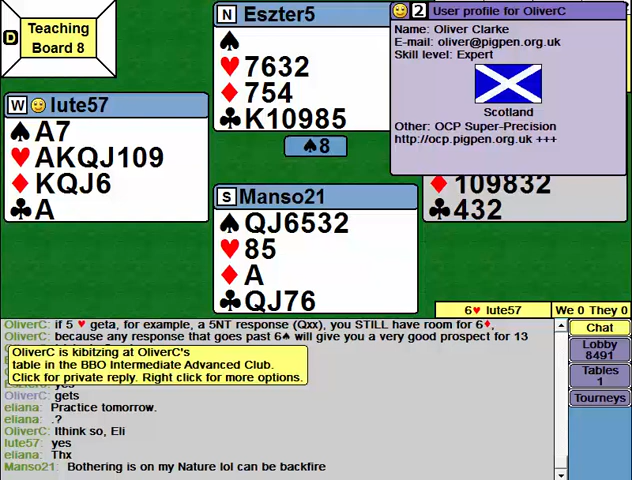 D
Teaching
Board 8
N Eszter5
♠
♥ 7632
♦ 754
♣ K10985
2 User profile for OliverC
Name: Oliver Clarke
E-mail: oliver@pigpen.org.uk
Skill level: Expert
Scotland
Other: OCP Super-Precision
http://ocp.pigpen.org.uk +++
W lute57
♠ A7
♥ AKQJ109
♦ KQJ6
♣ A
♠8
♦ 109832
♣ 432
S Manso21
♠ QJ6532
♥ 85
♦ A
♣ QJ76
6♥ lute57
We 0 They 0
OliverC: if 5 ♥ geta, for example, a 5NT response (Qxx), you STILL have room for 6♦,
because any response that goes past 6♠ will give you a very good prospect for 13
OliverC is kibitzing at OliverC's
table in the BBO Intermediate Advanced Club.
Click for private reply. Right click for more options.
yes
OliverC: gets
eliana: Practice tomorrow.
eliana: .?
OliverC: Ithink so, Eli
lute57: yes
eliana: Thx
Manso21: Bothering is on my Nature lol can be backfire
Chat
Lobby
8491
Tables
1
Tourneys